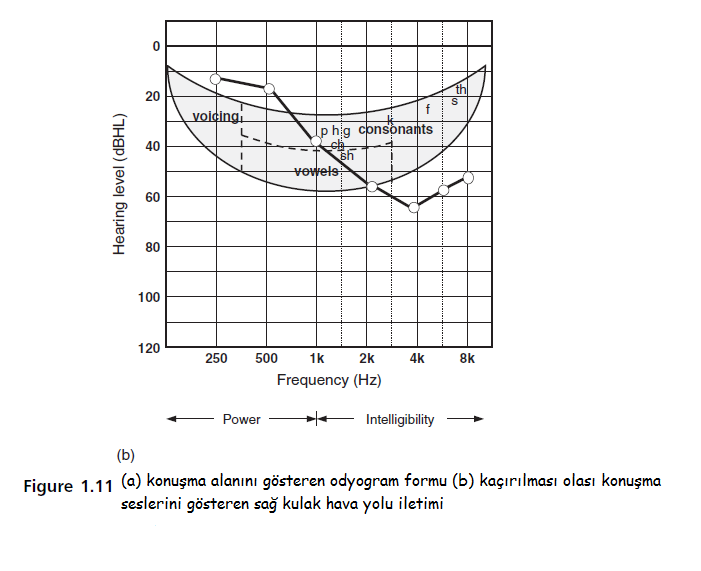 0
20
th
s
f
voicing
k
p h g consonants
40
ch
sh
vowels
60
80
100
120
250 500 1k 2k 4k 8k
Hearing level (dBHL)
Frequency (Hz)
Power Intelligibility
(b)
Figure 1.11 (a) konuşma alanını gösteren odyogram formu (b) kaçırılması olası konuşma
seslerini gösteren sağ kulak hava yolu iletimi